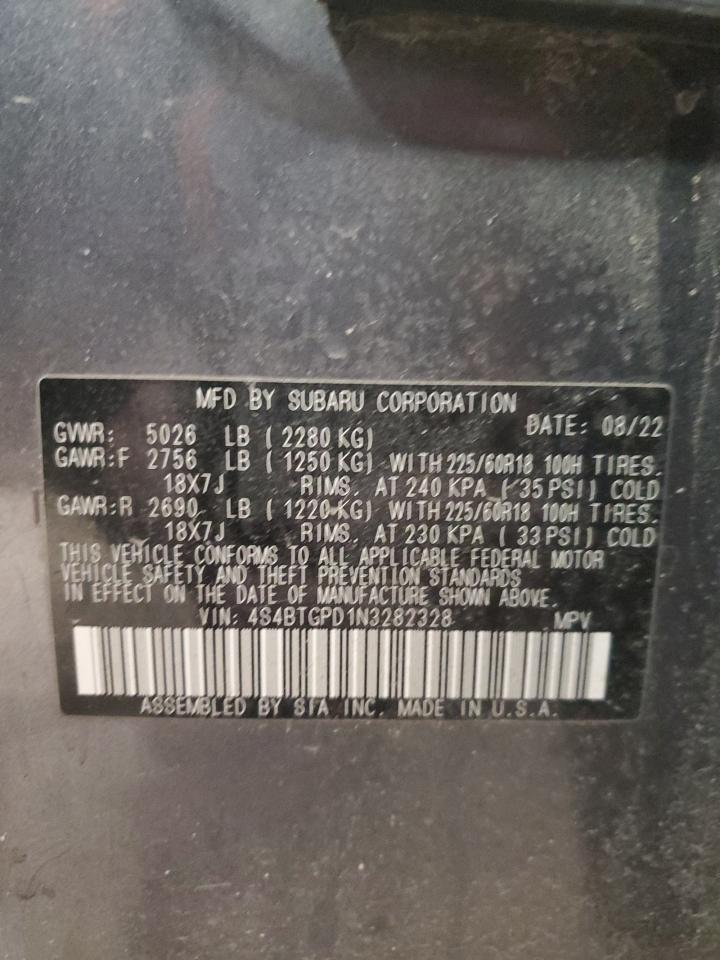 MFD BY SUBARU CORPORATION
DATE: 08/22
GVWR: 5026 LB ( 2280 KG)
GAWR:F 2756 LB ( 1250 KG) WITH 225/60R18 100H TIRES.
18X7J RIMS. AT 240 KPA ( 35 PSI) COLD
GAWR:R 2690 LB ( 1220 KG) WITH 225/60R18 100H TIRES.
18X7J RIMS. AT 230 KPA ( 33 PSI) COLD
THIS VEHICLE CONFORMS TO ALL APPLICABLE FEDERAL MOTOR
VEHICLE SAFETY AND THEFT PREVENTION STANDARDS
IN EFFECT ON THE DATE OF MANUFACTURE SHOWN ABOVE.
VIN: 4S4BTGPD1N3282328 MPV
ASSEMBLED BY SIA INC. MADE IN U.S.A.